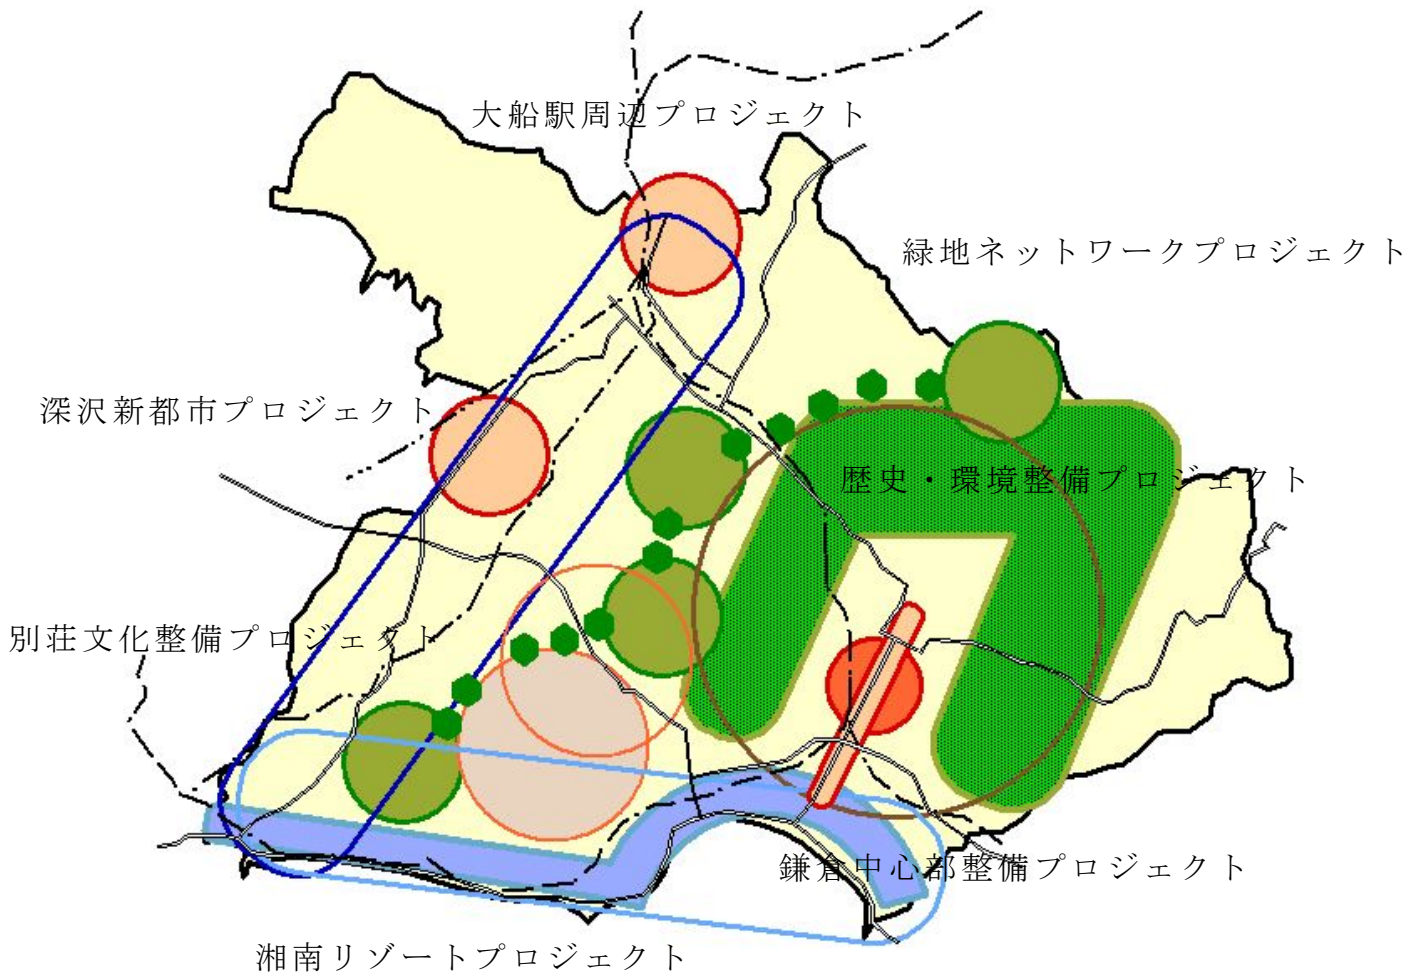 大船駅周辺プロジェクト
緑地ネットワークプロジェクト
深沢新都市プロジェクト
歴史・環境整備プロジェクト
別荘文化整備プロジェクト
鎌倉中心部整備プロジェクト
湘南リゾートプロジェクト